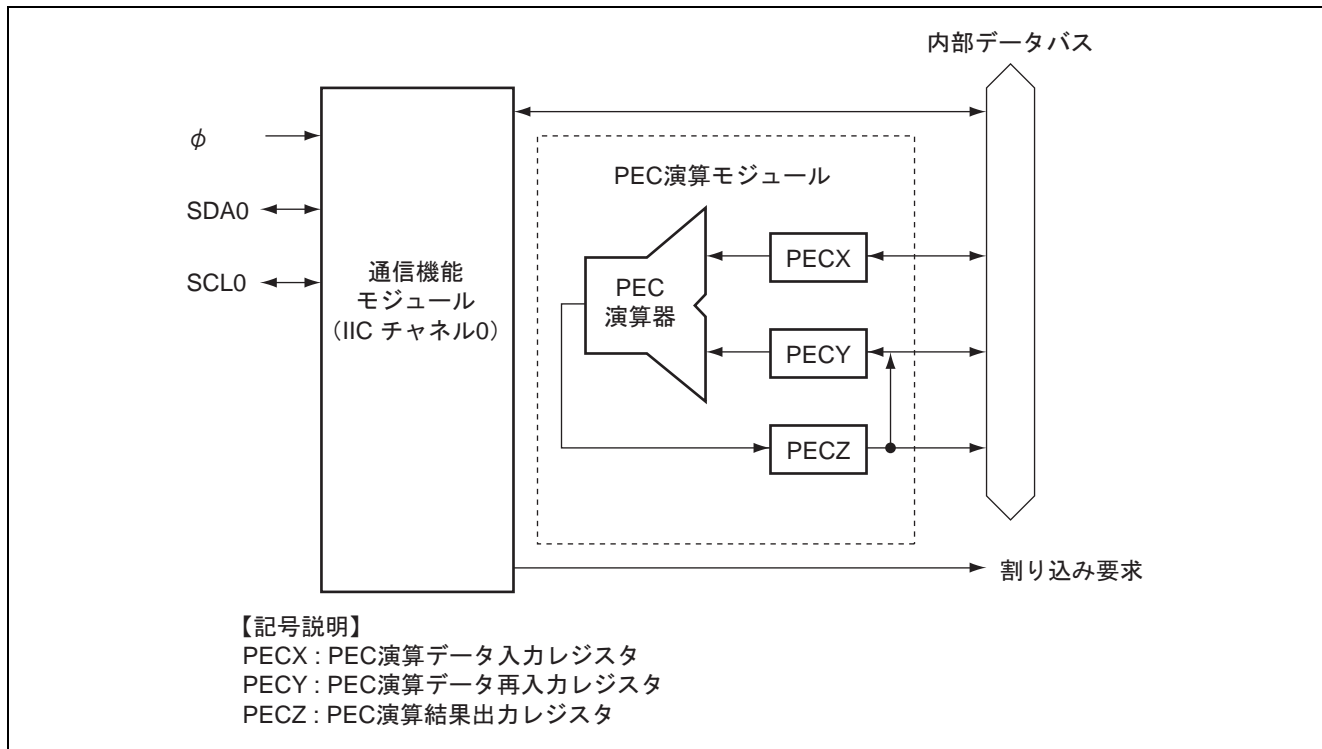 内部データバス
φ
SDA0
SCL0
通信機能
モジュール
（IIC チャネル0）
PEC演算モジュール
PEC
演算器
PECX
PECY
PECZ
割り込み要求
【記号説明】
PECX : PEC演算データ入力レジスタ
PECY : PEC演算データ再入力レジスタ
PECZ : PEC演算結果出力レジスタ